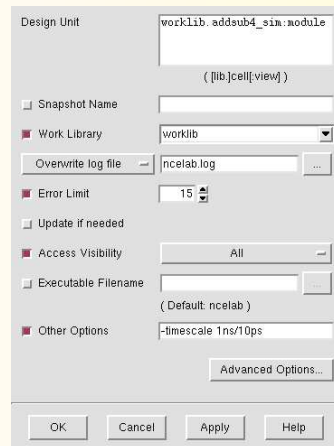 Design Unit
worklib.addsub4_sim:module
( [lib.]cell[:view] )
Snapshot Name
Work Library worklib
Overwrite log file ncelab.log ...
Error Limit 15
Update if needed
Access Visibility All
Executable Filename ...
( Default: ncelab )
Other Options -timescale 1ns/10ps
Advanced Options...
OK Cancel Apply Help